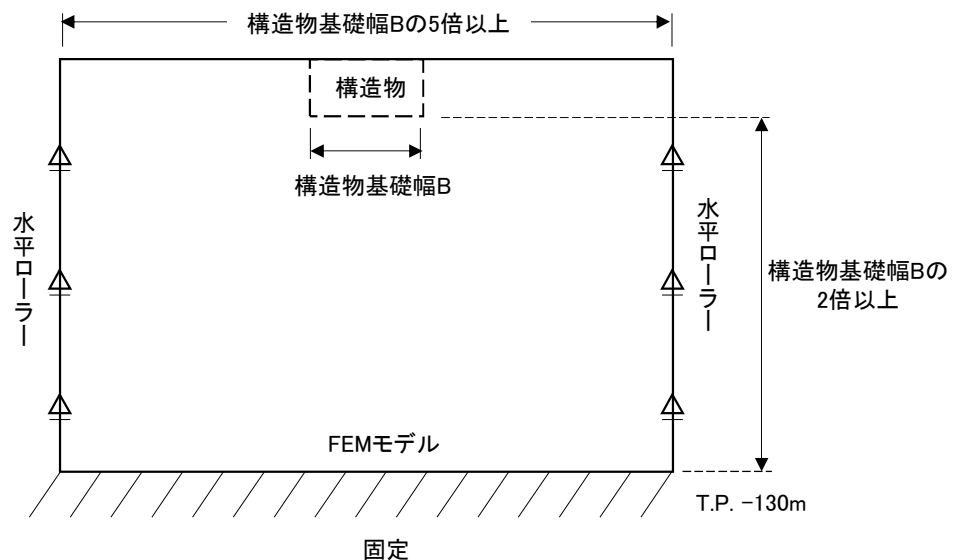 構造物基礎幅Bの5倍以上
構造物
構造物基礎幅B
水平ローラー
水平ローラー
構造物基礎幅Bの
2倍以上
FEMモデル
T.P. -130m
固定